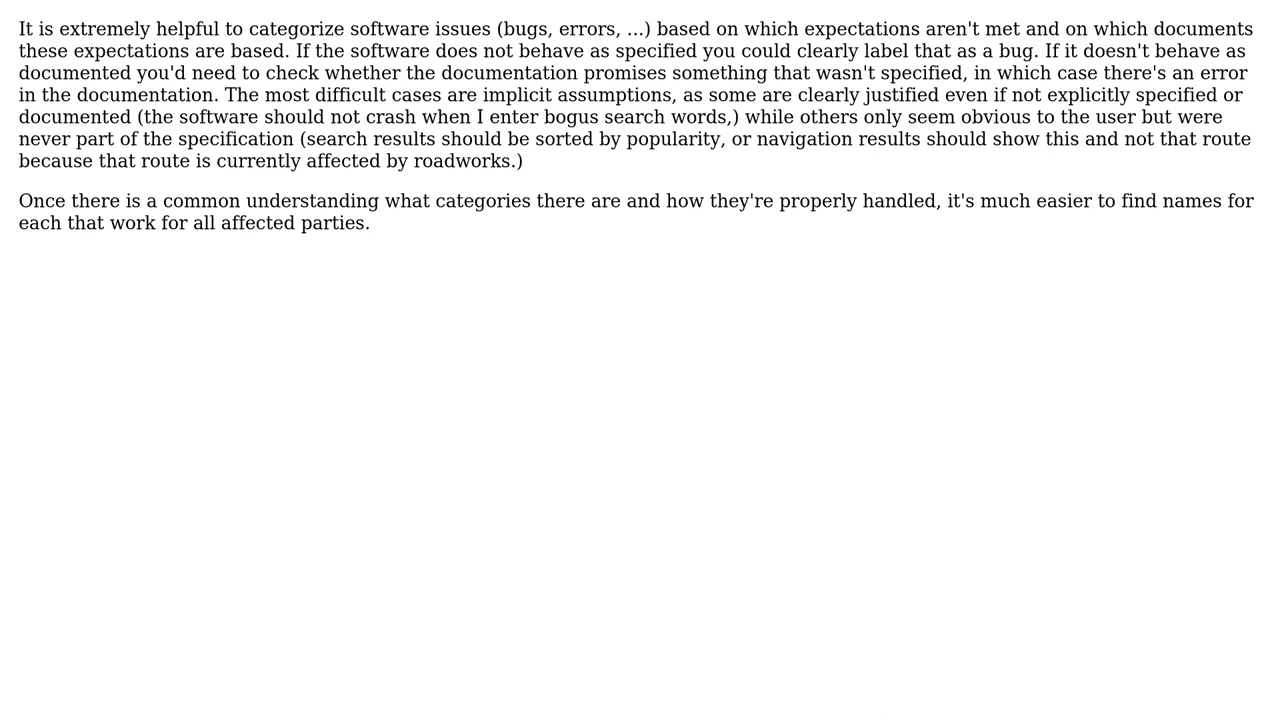 It is extremely helpful to categorize software issues (bugs, errors, ...) based on which expectations aren't met and on which documents
these expectations are based. If the software does not behave as specified you could clearly label that as a bug. If it doesn't behave as
documented you'd need to check whether the documentation promises something that wasn't specified, in which case there's an error
in the documentation. The most difficult cases are implicit assumptions, as some are clearly justified even if not explicitly specified or
documented (the software should not crash when I enter bogus search words,) while others only seem obvious to the user but were
never part of the specification (search results should be sorted by popularity, or navigation results should show this and not that route
because that route is currently affected by roadworks.)
Once there is a common understanding what categories there are and how they're properly handled, it's much easier to find names for
each that work for all affected parties.